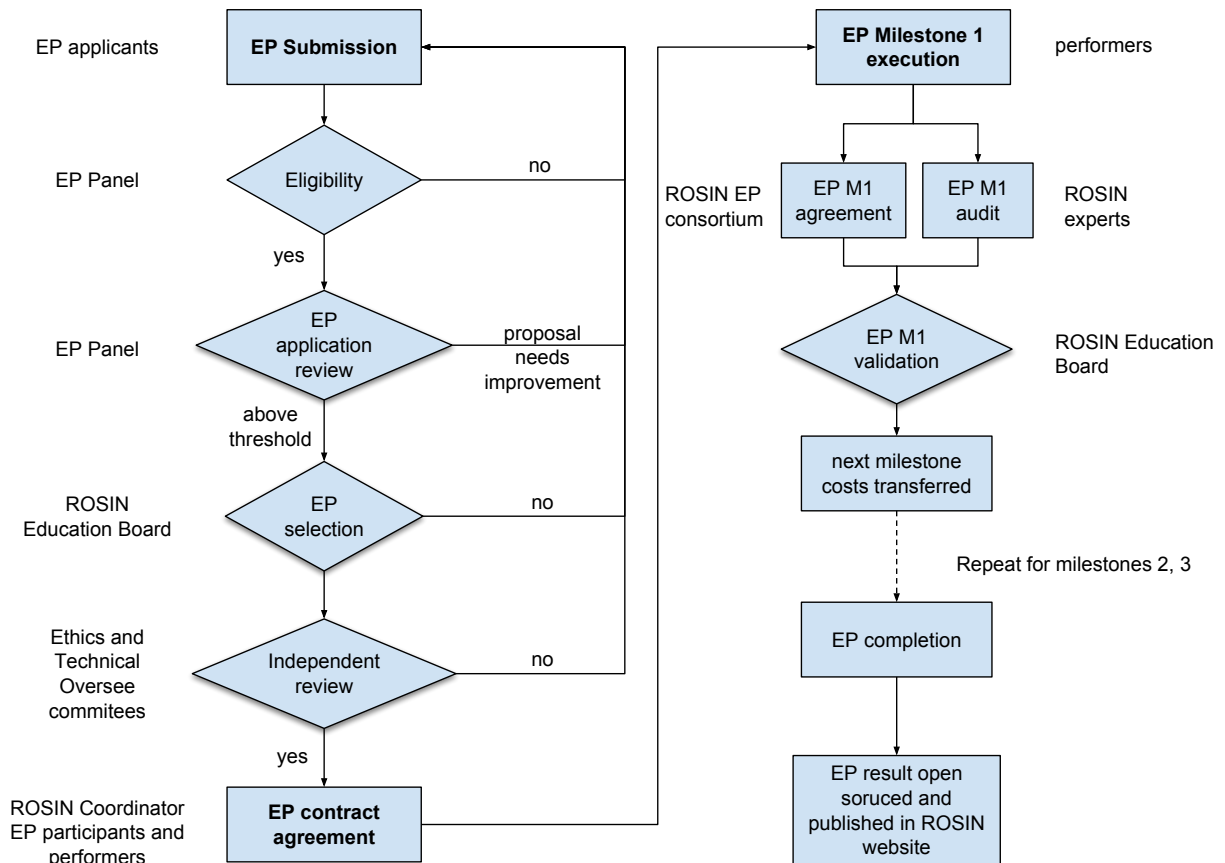 EP applicants
EP Submission
EP Panel
Eligibility
no
yes
EP Panel
EP
application
review
proposal
needs
improvement
above
threshold
ROSIN
Education Board
EP
selection
no
Ethics and
Technical
Oversee
commitees
Independent
review
no
yes
ROSIN Coordinator
EP participants and
performers
EP contract
agreement
EP Milestone 1
execution
performers
ROSIN EP
consortium
EP M1
agreement
EP M1
audit
ROSIN
experts
EP M1
validation
ROSIN Education
Board
next milestone
costs transferred
Repeat for milestones 2, 3
EP completion
EP result open
soruced and
published in ROSIN
website